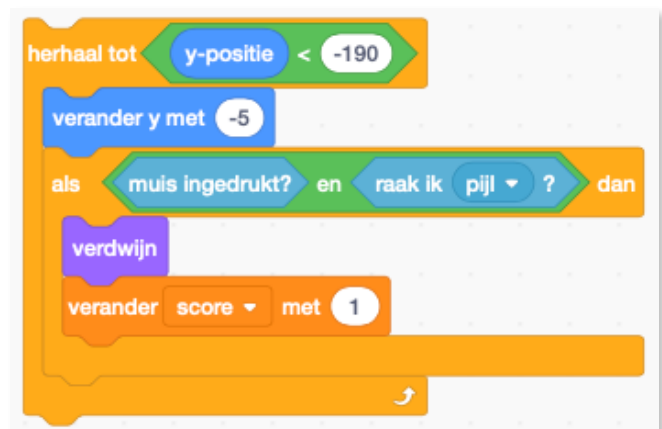 herhaal tot y-positie < -190
verander y met -5
als muis ingedrukt? en raak ik pijl ? dan
verdwijn
verander score met 1